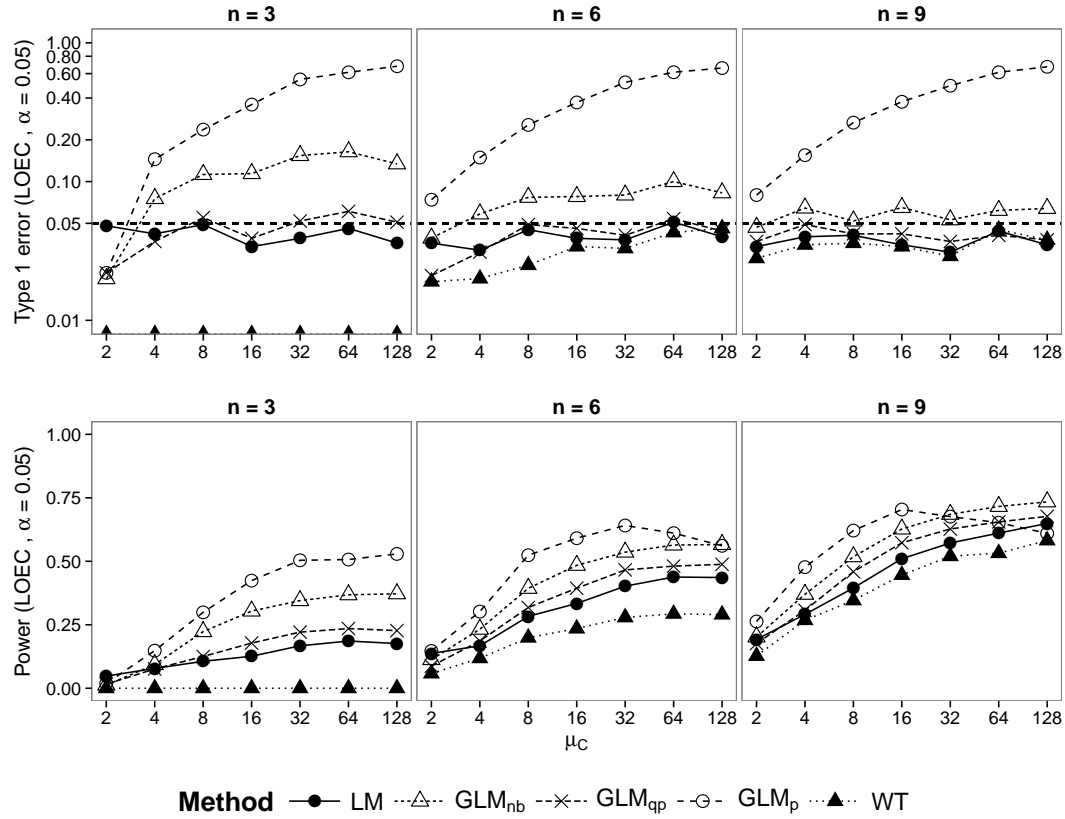 n = 3 n = 6 n = 9
Type 1 error (LOEC , α = 0.05)
1.00
0.80
0.60
0.40
0.20
0.10
0.05
0.01
2 4 8 16 32 64 128 2 4 8 16 32 64 128 2 4 8 16 32 64 128
n = 3 n = 6 n = 9
Power (LOEC , α = 0.05)
1.00
0.75
0.50
0.25
0.00
2 4 8 16 32 64 128 2 4 8 16 32 64 128 2 4 8 16 32 64 128
μC
Method LM GLMnb GLMqp GLMp WT